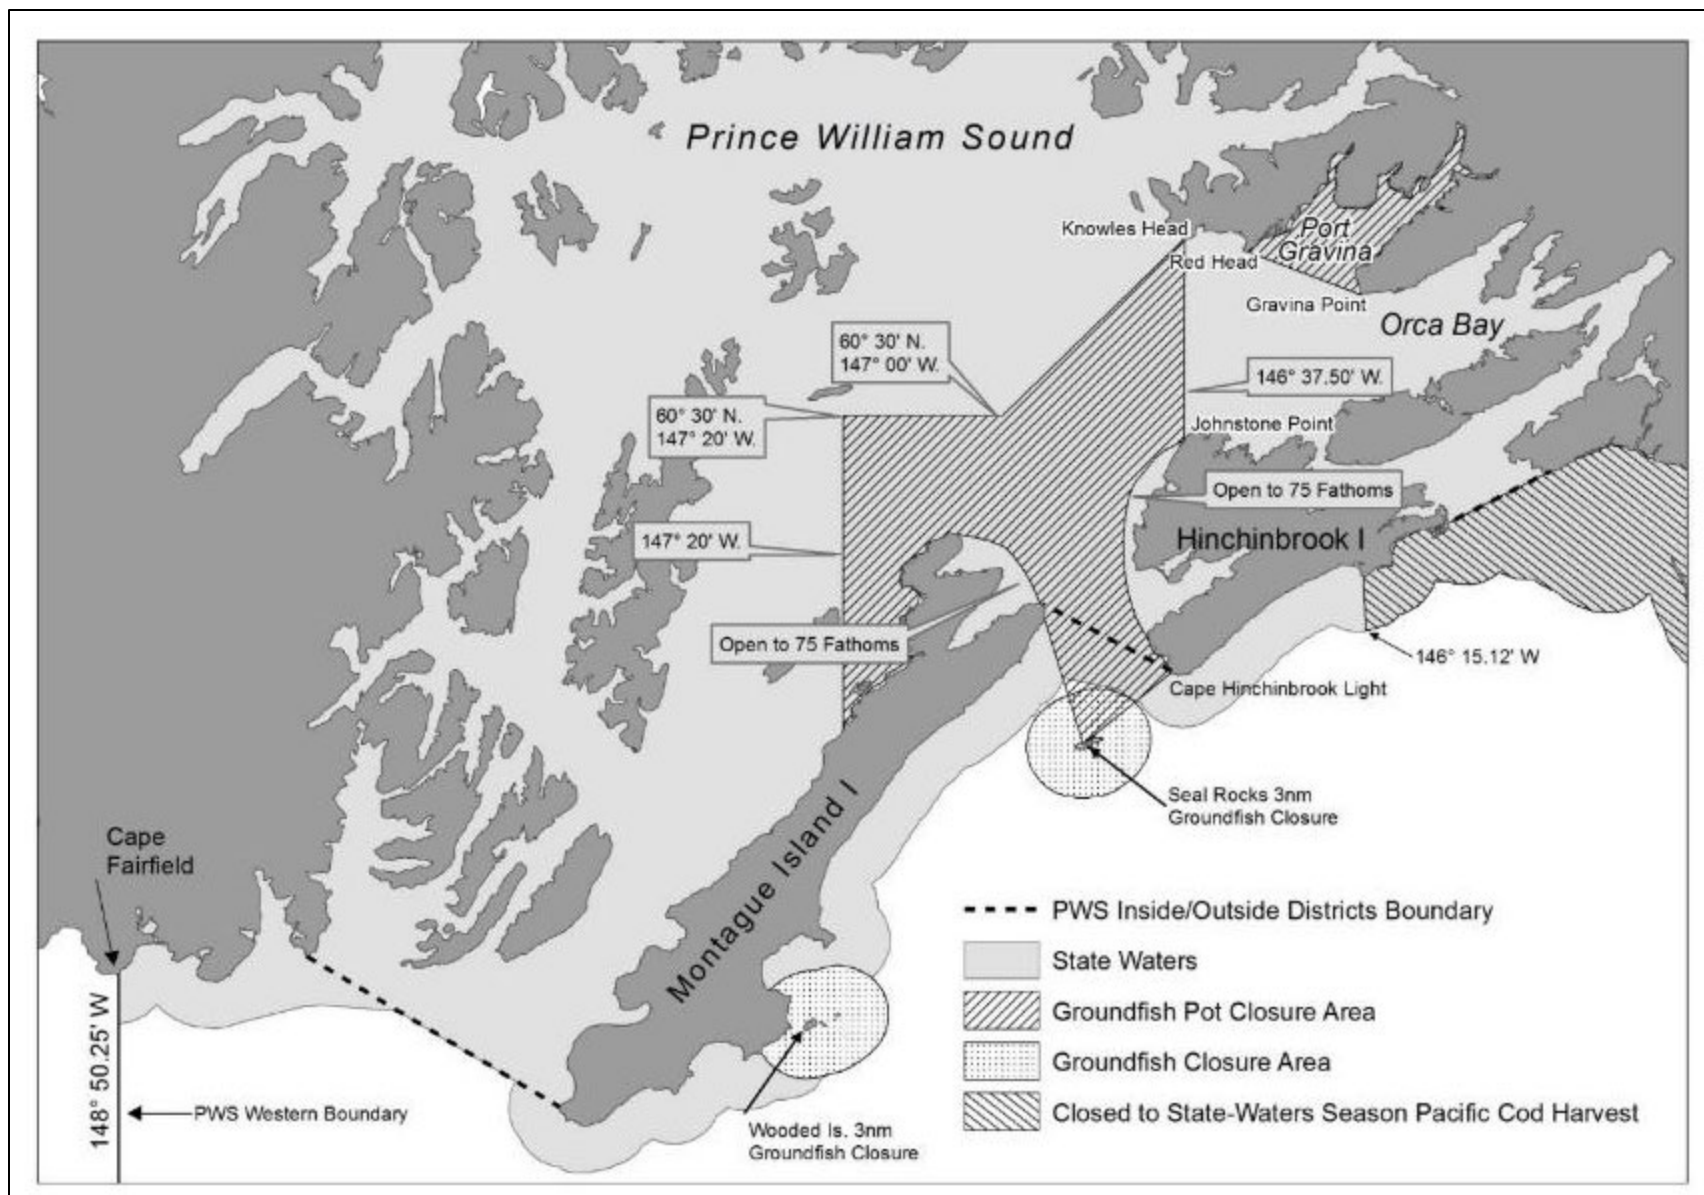 Prince William Sound
Knowles Head
Port
Gravina
Red Head
Gravina Point
Orca Bay
60° 30' N.
147° 00' W.
146° 37.50' W.
60° 30' N.
147° 20' W.
Johnstone Point
Open to 75 Fathoms
147° 20' W.
Hinchinbrook I
Open to 75 Fathoms
146° 15.12' W
Cape Hinchinbrook Light
Seal Rocks 3nm
Groundfish Closure
Cape
Fairfield
Montague Island I
148° 50.25' W
PWS Western Boundary
Wooded Is. 3nm
Groundfish Closure
PWS Inside/Outside Districts Boundary
State Waters
Groundfish Pot Closure Area
Groundfish Closure Area
Closed to State-Waters Season Pacific Cod Harvest